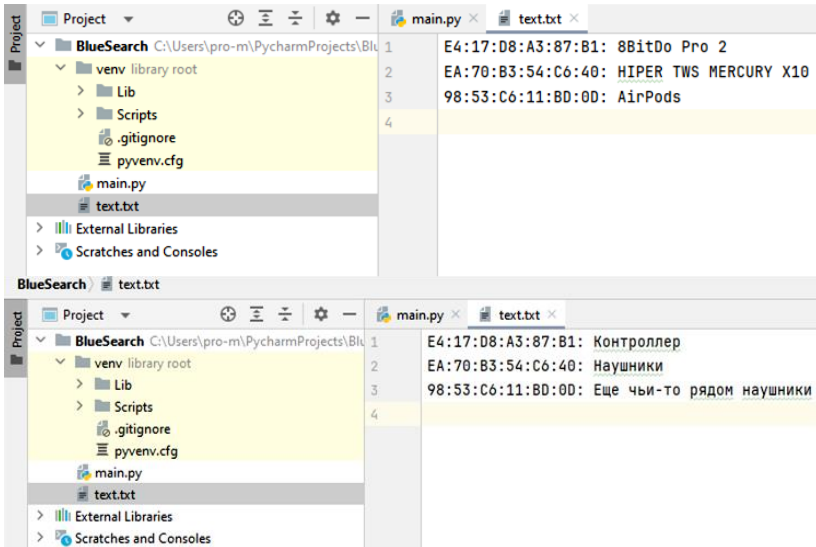 Project
main.py
text.txt
Project
BlueSearch C:\Users\pro-m\PycharmProjects\Blu
venv library root
Lib
Scripts
.gitignore
pyvenv.cfg
main.py
text.txt
External Libraries
Scratches and Consoles
1 E4:17:D8:A3:87:B1: 8BitDo Pro 2
2 EA:70:B3:54:C6:40: HIPER TWS MERCURY X10
3 98:53:C6:11:BD:0D: AirPods
4
BlueSearch text.txt
Project
main.py
text.txt
Project
BlueSearch C:\Users\pro-m\PycharmProjects\Blu
venv library root
Lib
Scripts
.gitignore
pyvenv.cfg
main.py
text.txt
External Libraries
Scratches and Consoles
1 E4:17:D8:A3:87:B1: Контроллер
2 EA:70:B3:54:C6:40: Наушники
3 98:53:C6:11:BD:0D: Еще чьи-то рядом наушники
4